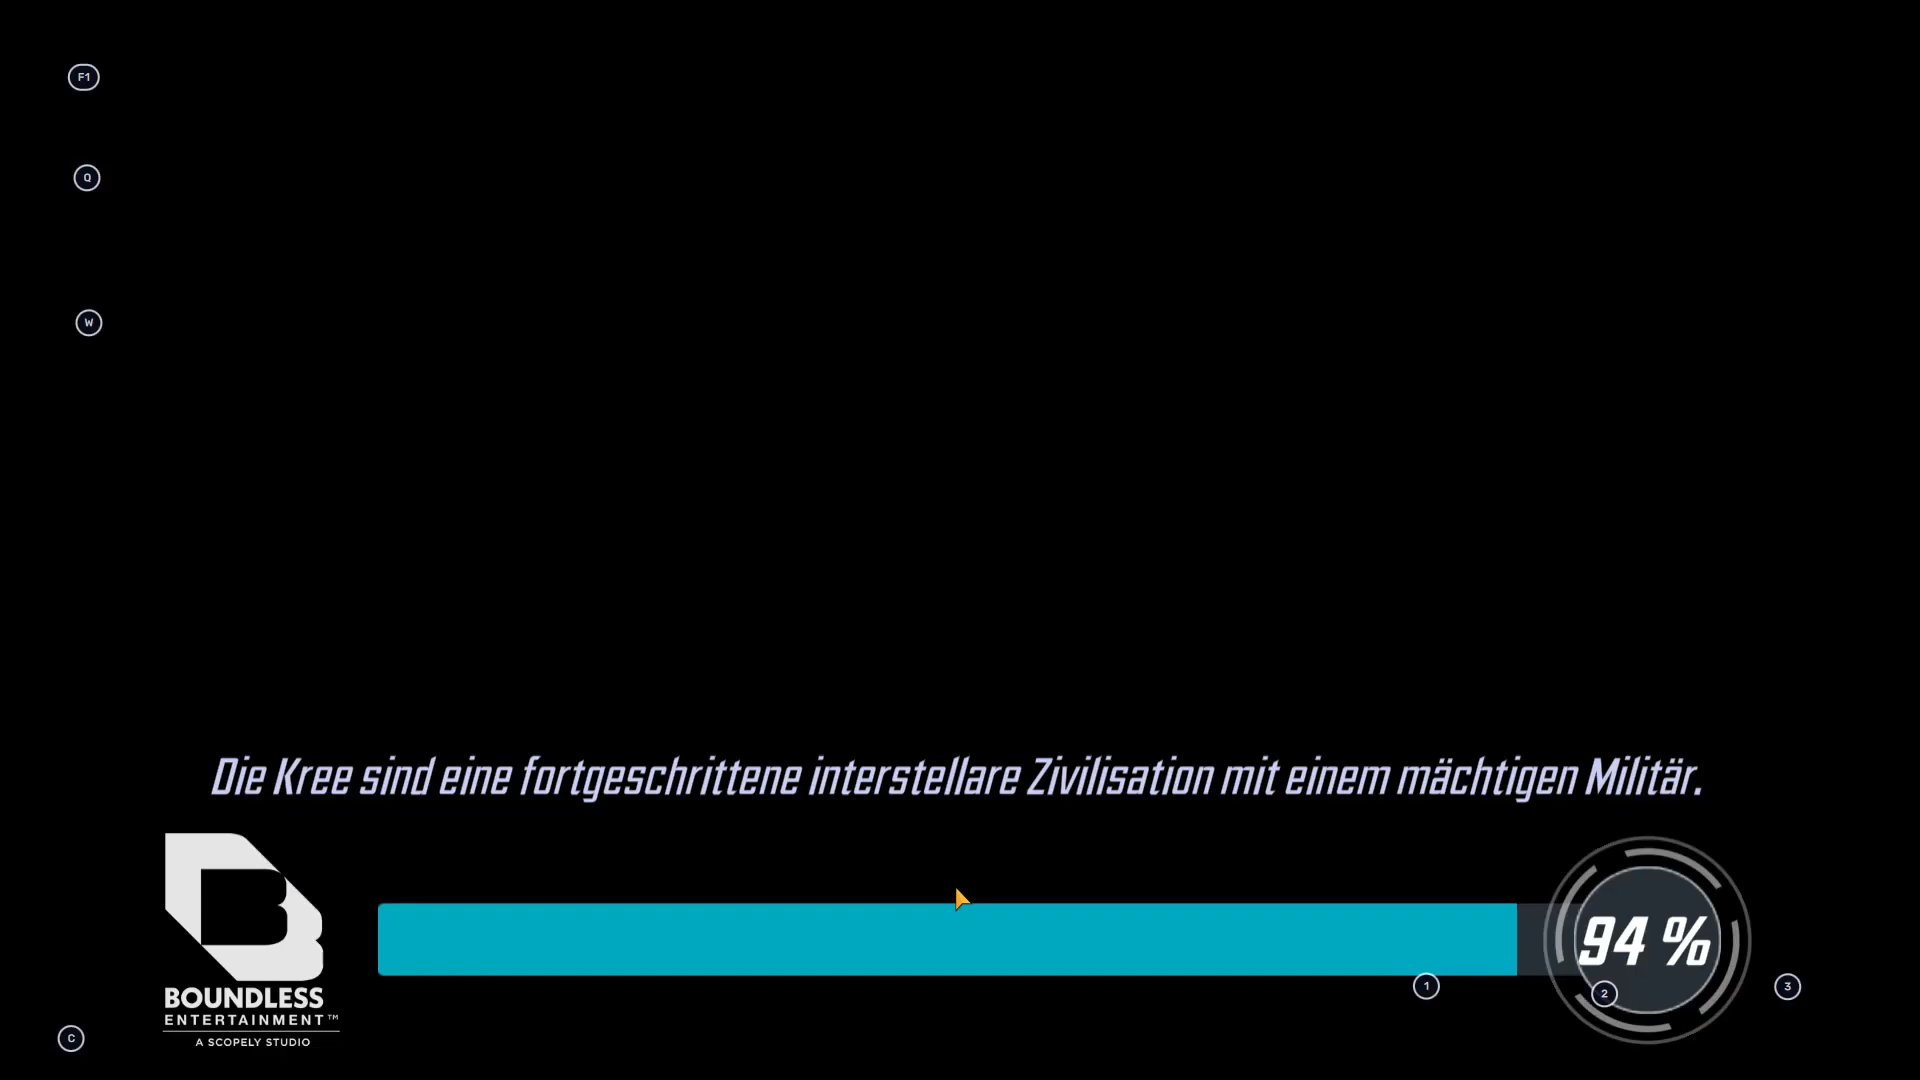 F1
Q
W
Die Kree sind eine fortgeschrittene interstellare Zivilisation mit einem mächtigen Militär.
94 %
1
2
3
BOUNDLESS
ENTERTAINMENT™
A SCOPELY STUDIO
C